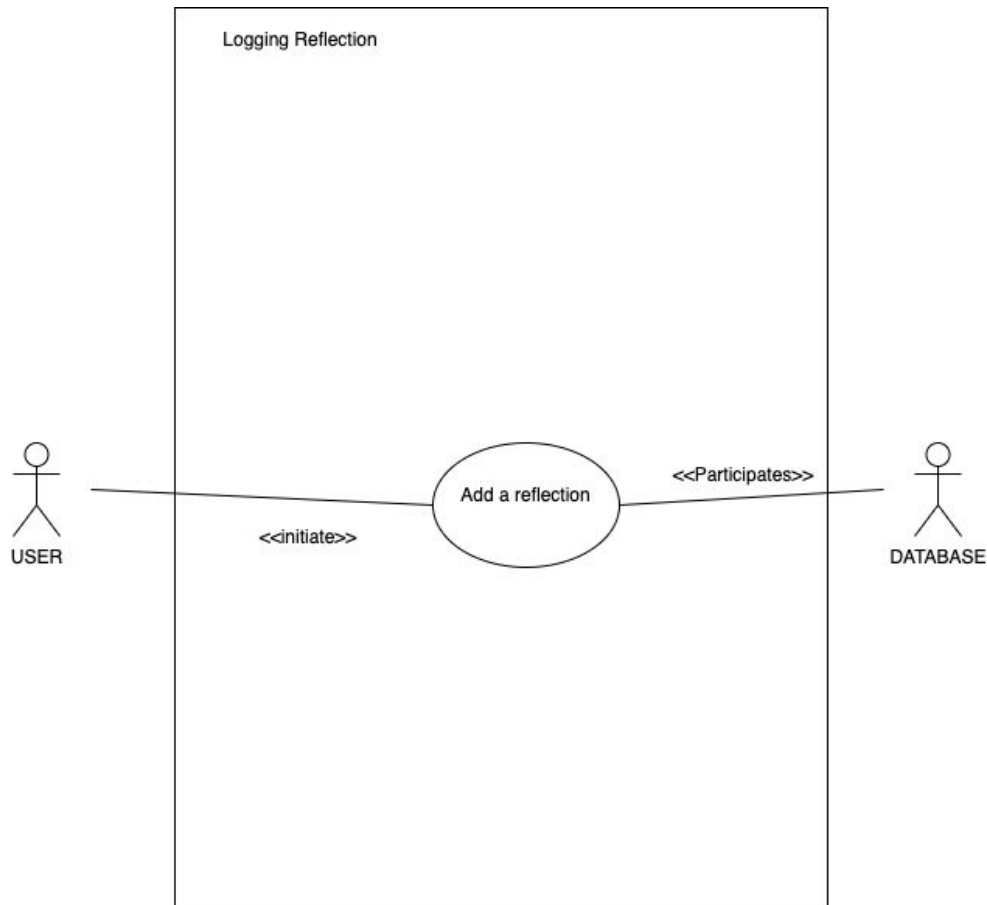 Logging Reflection
Add a reflection
<<Participates>>
<<initiate>>
USER
DATABASE